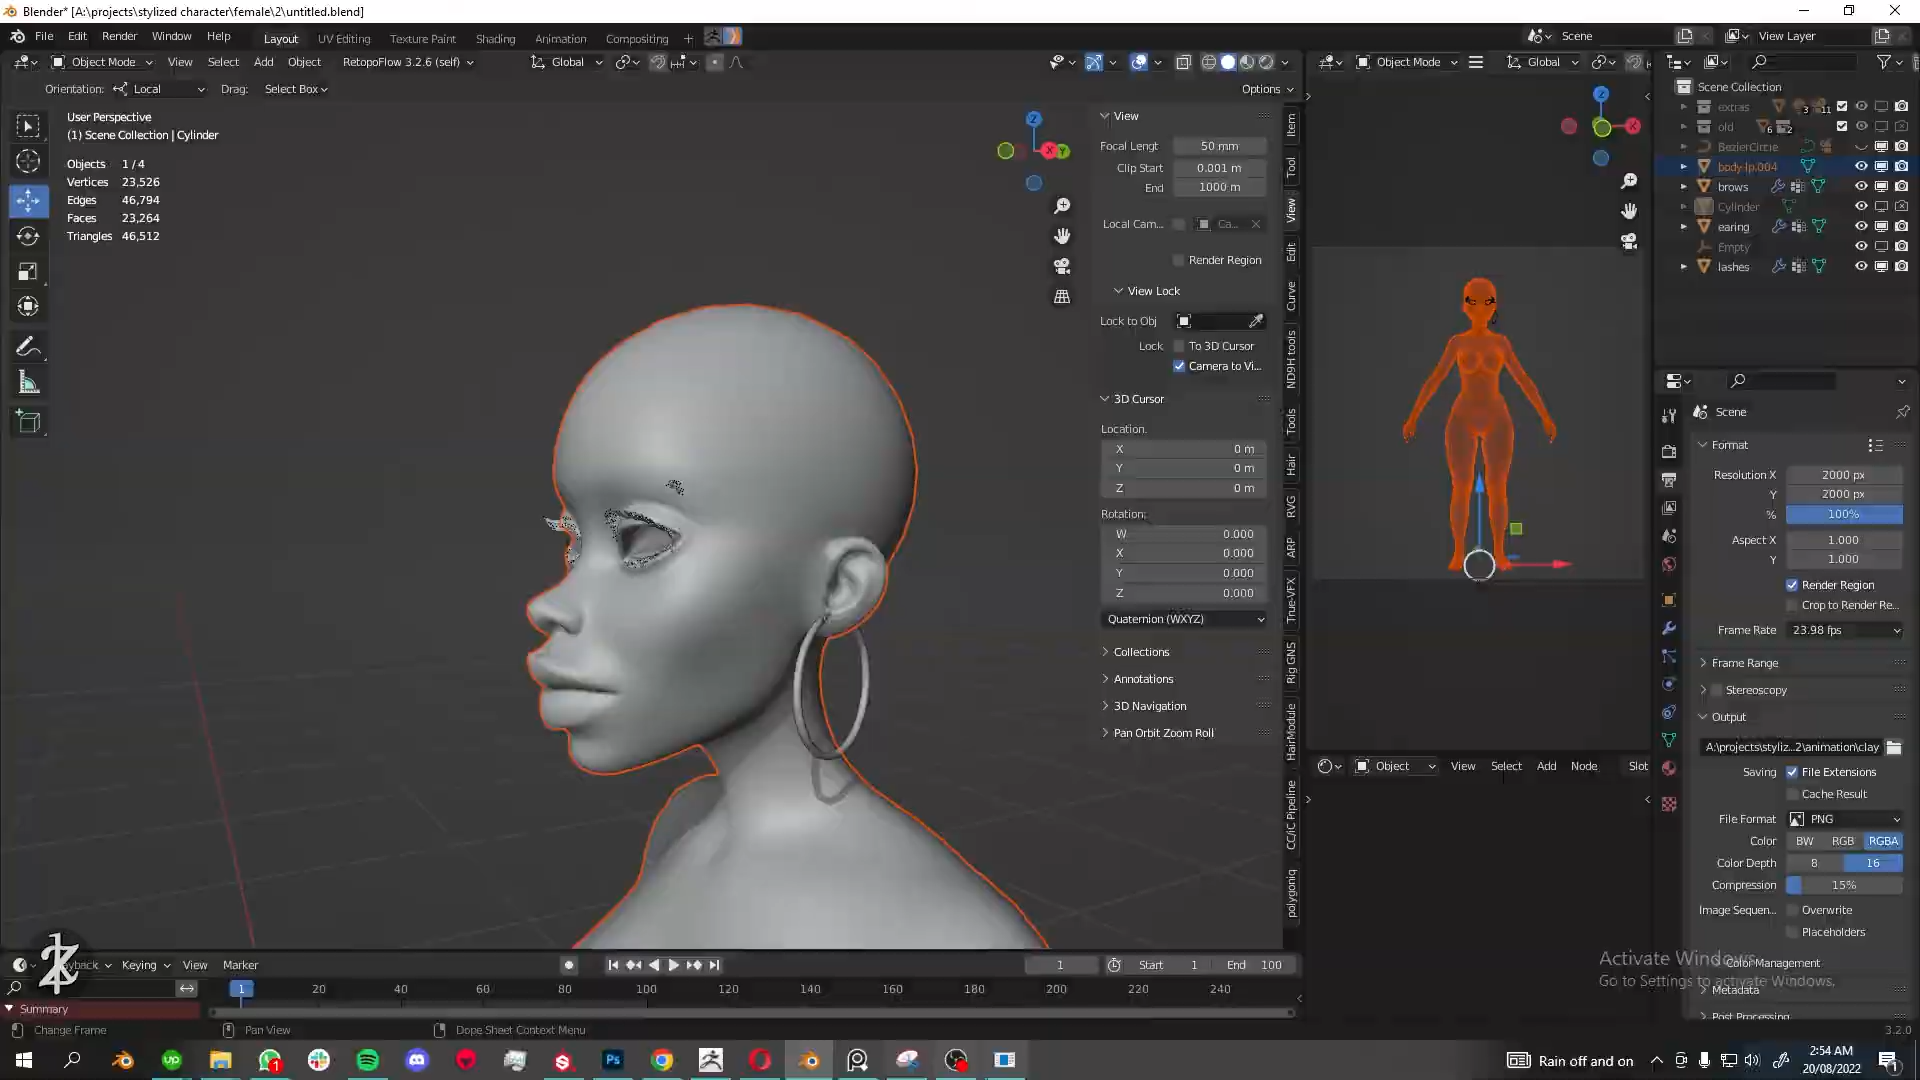 Blender* [A:\projects\stylized character\female\2\untitled.blend]
File Edit Render Window Help Layout UV Editing Texture Paint Shading Animation Compositing Scene View Layer
Object Mode View Select Add Object RetopoFlow 3.2.6 (self) Global Object Mode Global
Orientation: Local Drag: Select Box Options
User Perspective
(1) Scene Collection | Cylinder
Objects 1/4
Vertices 23,526
Edges 46,794
Faces 23,264
Triangles 46,512
Z
X
Y
View
Focal Lengt 50 mm
Clip Start 0.001 m
End 1000 m
Local Cam... Ca...
Render Region
View Lock
Lock to Obj
Lock To 3D Cursor
Camera to Vi...
3D Cursor
Location:
X 0 m
Y 0 m
Z 0 m
Rotation:
W 0.000
X 0.000
Y 0.000
Z 0.000
Quaternion (WXYZ)
Collections
Annotations
3D Navigation
Pan Orbit Zoom Roll
Item
Tool
View
Edit
Curve
ND9H tools
Tools
Hair
RVG
ARP
True-VFX
Rig GNS
HairModule
CC/iC Pipeline
polygoniq
Z
X
Object View Select Add Node Slot
Scene Collection
extras 3 11
old 6 2
BezierCircle
body-lp.004
brows
Cylinder
earing
Empty
lashes
Scene
Format
Resolution X 2000 px
Y 2000 px
% 100%
Aspect X 1.000
Y 1.000
Render Region
Crop to Render Re...
Frame Rate 23.98 fps
Frame Range
Stereoscopy
Output
A:\projects\styliz...2\animation\clay
Saving File Extensions
Cache Result
File Format PNG
Color BW RGB RGBA
Color Depth 8 16
Compression 15%
Image Sequen... Overwrite
Placeholders
Color Management
Metadata
Post Processing
Activate Windows
Go to Settings to activate Windows.
Keying View Marker 1 Start 1 End 100
1 20 40 60 80 100 120 140 160 180 200 220 240
Summary
Change Frame Pan View Dope Sheet Context Menu 3.2.0
Rain off and on 2:54 AM
20/08/2022